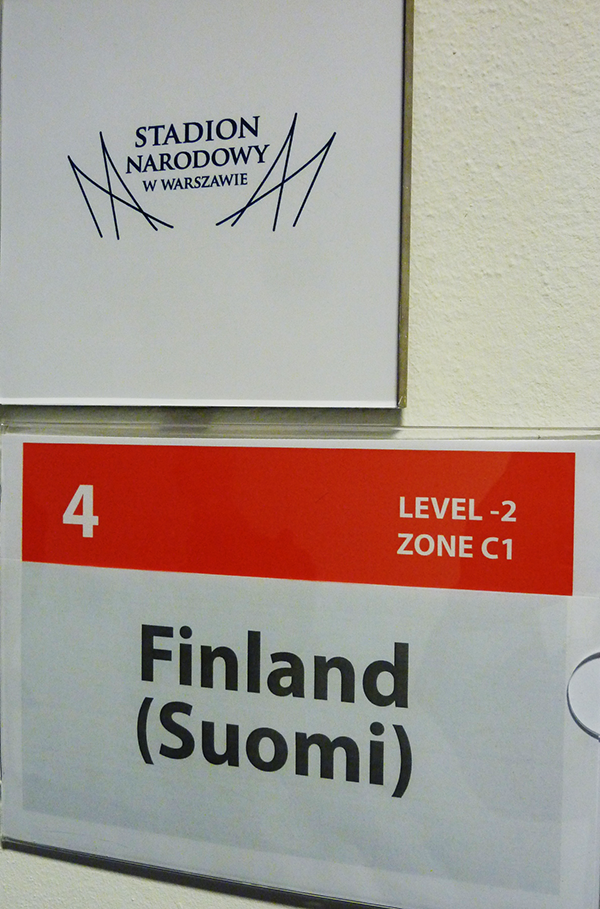 STADION
NARODOWY
W WARSZAWIE
4
LEVEL -2
ZONE C1
Finland
(Suomi)